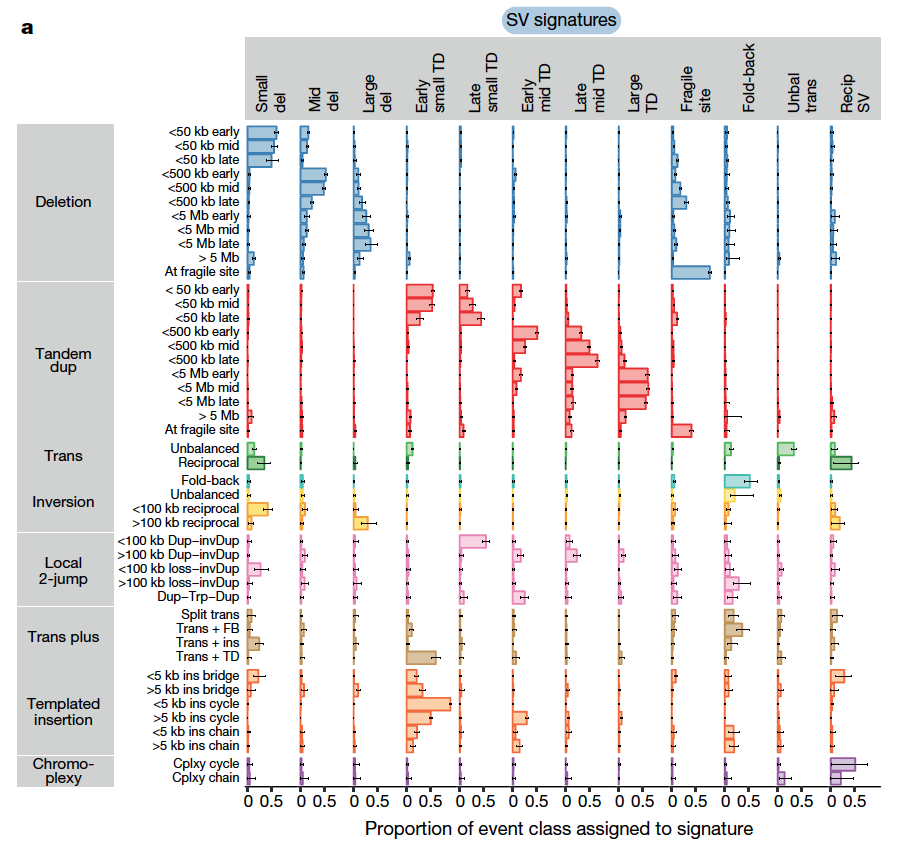 a
SV signatures
Small del
Mid del
Large del
Early small TD
Late small TD
Early mid TD
Late mid TD
Large TD
Fragile site
Fold-back
Unbal trans
Recip SV
Deletion
<50 kb early
<50 kb mid
<50 kb late
<500 kb early
<500 kb mid
<500 kb late
<5 Mb early
<5 Mb mid
<5 Mb late
> 5 Mb
At fragile site
Tandem dup
< 50 kb early
<50 kb mid
<50 kb late
<500 kb early
<500 kb mid
<500 kb late
<5 Mb early
<5 Mb mid
<5 Mb late
> 5 Mb
At fragile site
Trans
Unbalanced
Reciprocal
Inversion
Fold-back
Unbalanced
<100 kb reciprocal
>100 kb reciprocal
Local 2-jump
<100 kb Dup–invDup
>100 kb Dup–invDup
<100 kb loss–invDup
>100 kb loss–invDup
Dup–Trp–Dup
Trans plus
Split trans
Trans + FB
Trans + ins
Trans + TD
Templated insertion
<5 kb ins bridge
>5 kb ins bridge
<5 kb ins cycle
>5 kb ins cycle
<5 kb ins chain
>5 kb ins chain
Chromo-
plexy
Cplxy cycle
Cplxy chain
0 0.5 0 0.5 0 0.5 0 0.5 0 0.5 0 0.5 0 0.5 0 0.5 0 0.5 0 0.5 0 0.5 0 0.5
Proportion of event class assigned to signature